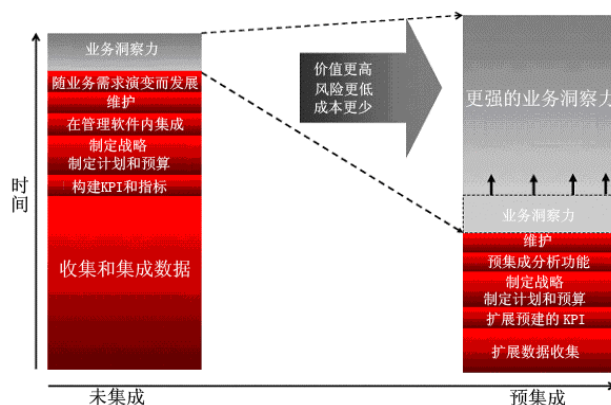 业务洞察力
随业务需求演变而发展
维护
在管理软件内集成
制定战略
制定计划和预算
构建KPI和指标
收集和集成数据
时间
价值更高
风险更低
成本更少
更强的业务洞察力
业务洞察力
维护
预集成分析功能
制定战略
制定计划和预算
扩展预建的 KPI
扩展数据收集
未集成
预集成